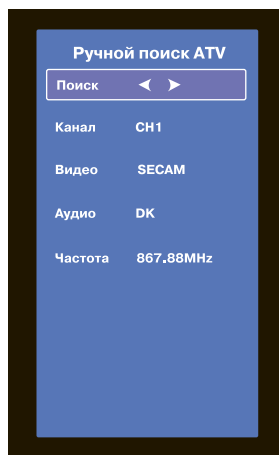 Ручной поиск ATV
Поиск
Канал CH1
Видео SECAM
Аудио DK
Частота 867.88MHz